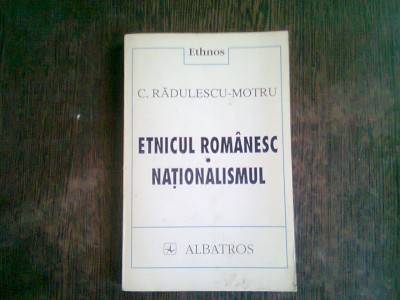 Ethnos
C. RĂDULESCU-MOTRU
ETNICUL ROMÂNESC
•
NAȚIONALISMUL
ALBATROS